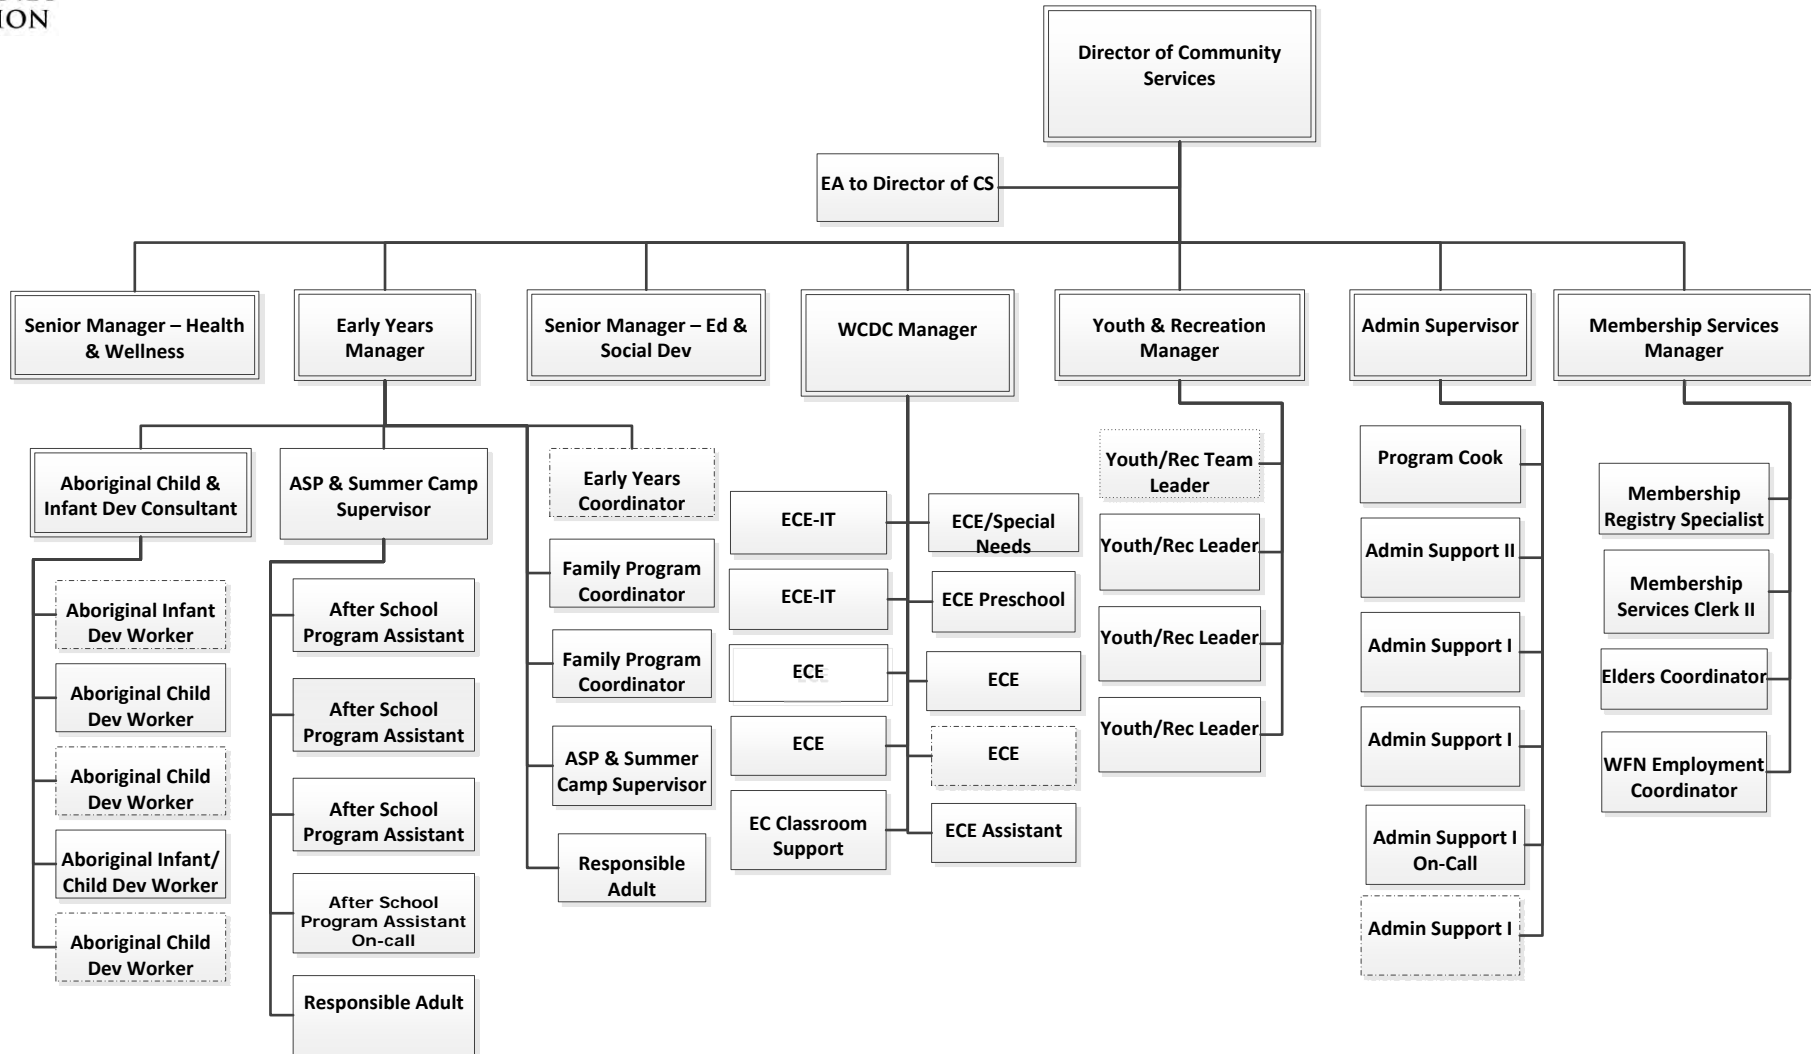 ION
Director of Community
Services
EA to Director of CS
Senior Manager – Health
& Wellness
Early Years
Manager
Senior Manager – Ed &
Social Dev
WCDC Manager
Youth & Recreation
Manager
Admin Supervisor
Membership Services
Manager
Aboriginal Child &
Infant Dev Consultant
Aboriginal Infant
Dev Worker
Aboriginal Child
Dev Worker
Aboriginal Child
Dev Worker
Aboriginal Infant/
Child Dev Worker
Aboriginal Child
Dev Worker
ASP & Summer Camp
Supervisor
After School
Program Assistant
After School
Program Assistant
After School
Program Assistant
After School
Program Assistant
On-call
Responsible Adult
Early Years
Coordinator
Family Program
Coordinator
Family Program
Coordinator
ASP & Summer
Camp Supervisor
Responsible
Adult
ECE-IT
ECE-IT
ECE
ECE
EC Classroom
Support
ECE/Special
Needs
ECE Preschool
ECE
ECE
ECE Assistant
Youth/Rec Team
Leader
Youth/Rec Leader
Youth/Rec Leader
Youth/Rec Leader
Program Cook
Admin Support II
Admin Support I
Admin Support I
Admin Support I
On-Call
Admin Support I
Membership
Registry Specialist
Membership
Services Clerk II
Elders Coordinator
WFN Employment
Coordinator